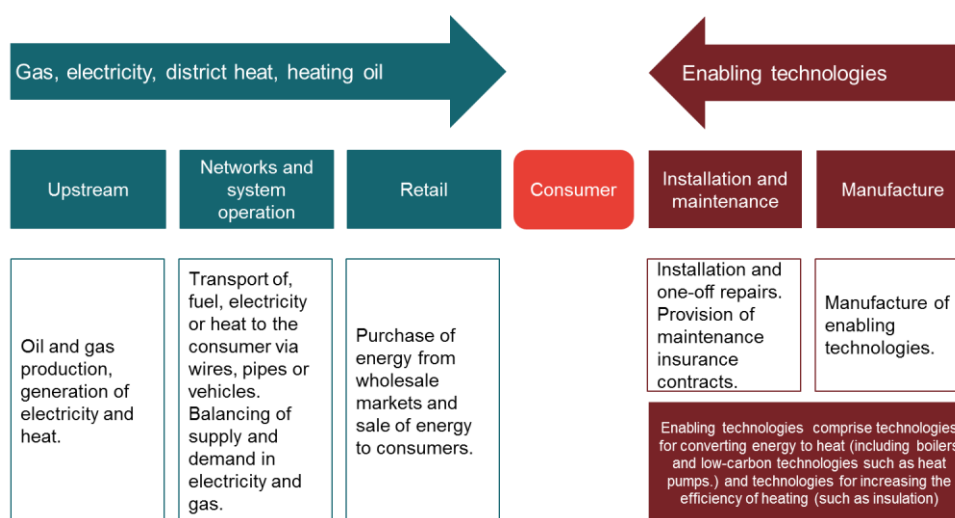 Gas, electricity, district heat, heating oil
Enabling technologies
Upstream
Networks and
system
operation
Retail
Consumer
Installation and
maintenance
Manufacture
Oil and gas
production,
generation of
electricity and
heat.
Transport of,
fuel, electricity
or heat to the
consumer via
wires, pipes or
vehicles.
Balancing of
supply and
demand in
electricity and
gas.
Purchase of
energy from
wholesale
markets and
sale of energy
to consumers.
Installation and
one-off repairs.
Provision of
maintenance
insurance
contracts.
Manufacture of
enabling
technologies.
Enabling technologies comprise technologies
for converting energy to heat (including boilers
and low-carbon technologies such as heat
pumps.) and technologies for increasing the
efficiency of heating (such as insulation)